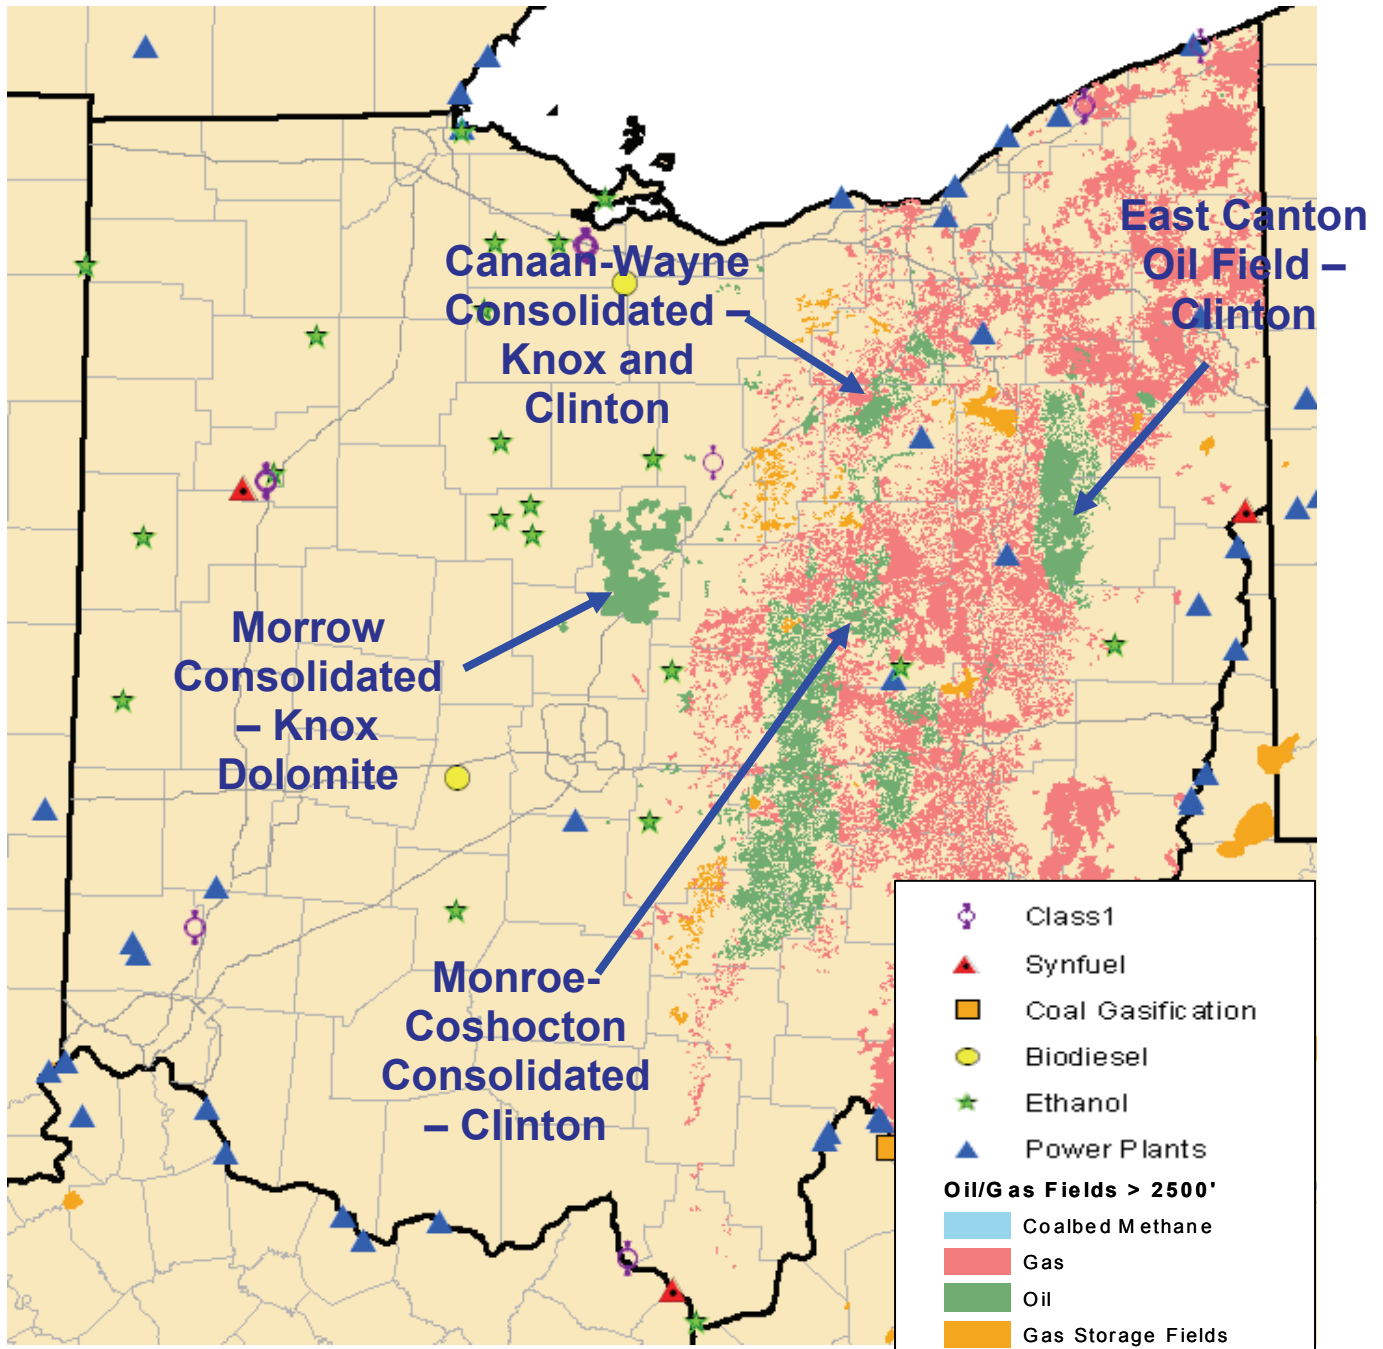 East Canton
Oil Field –
Clinton
Canaan-Wayne
Consolidated –
Knox and
Clinton
Morrow
Consolidated
– Knox
Dolomite
Monroe-
Coshocton
Consolidated
– Clinton
Class1
Synfuel
Coal Gasification
Biodiesel
Ethanol
Power Plants
Oil/Gas Fields > 2500'
Coalbed Methane
Gas
Oil
Gas Storage Fields